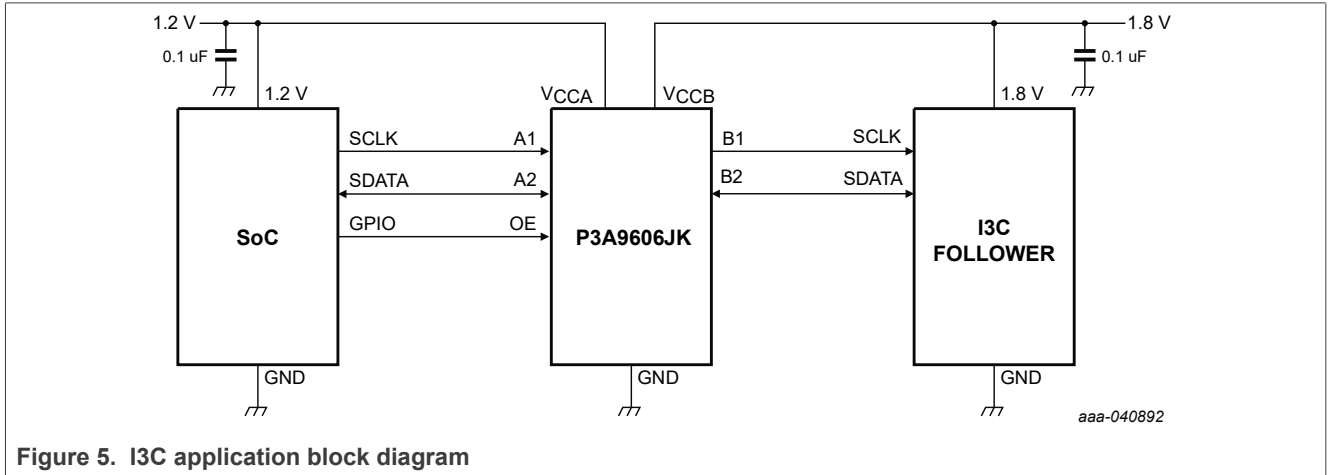 1.2 V
1.8 V
0.1 uF
0.1 uF
1.2 V
VCCA
VCCB
1.8 V
SCLK
A1
B1
SCLK
SDATA
A2
B2
SDATA
GPIO
OE
SoC
P3A9606JK
I3C
FOLLOWER
GND
GND
GND
aaa-040892
Figure 5. I3C application block diagram